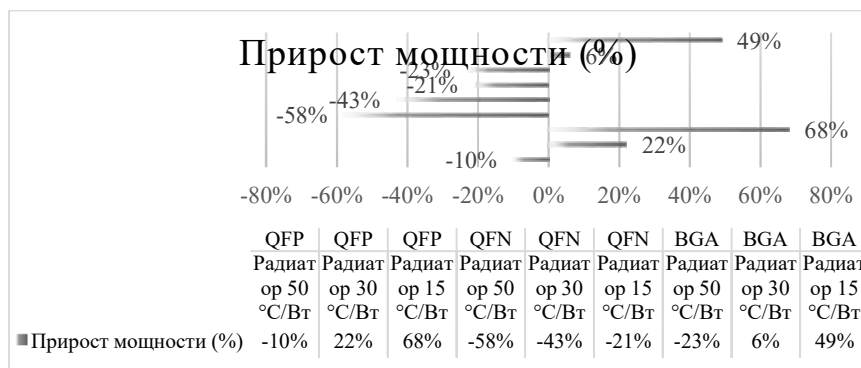 Прирост мощности (%)
49%
6%
-23%
-21%
-43%
-58%
68%
22%
-10%
-80% -60% -40% -20% 0% 20% 40% 60% 80%
QFP QFP QFP QFN QFN QFN BGA BGA BGA
Радиат Радиат Радиат Радиат Радиат Радиат Радиат Радиат Радиат
ор 50 ор 30 ор 15 ор 50 ор 30 ор 15 ор 50 ор 30 ор 15
°C/Вт °C/Вт °C/Вт °C/Вт °C/Вт °C/Вт °C/Вт °C/Вт °C/Вт
Прирост мощности (%) -10% 22% 68% -58% -43% -21% -23% 6% 49%